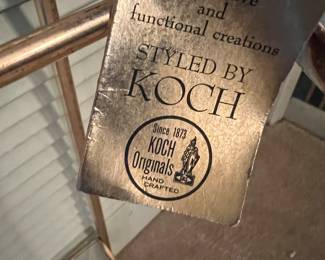 and
functional creations
STYLED BY
KOCH
Since 1873
KOCH
Originals
HAND
CRAFTED